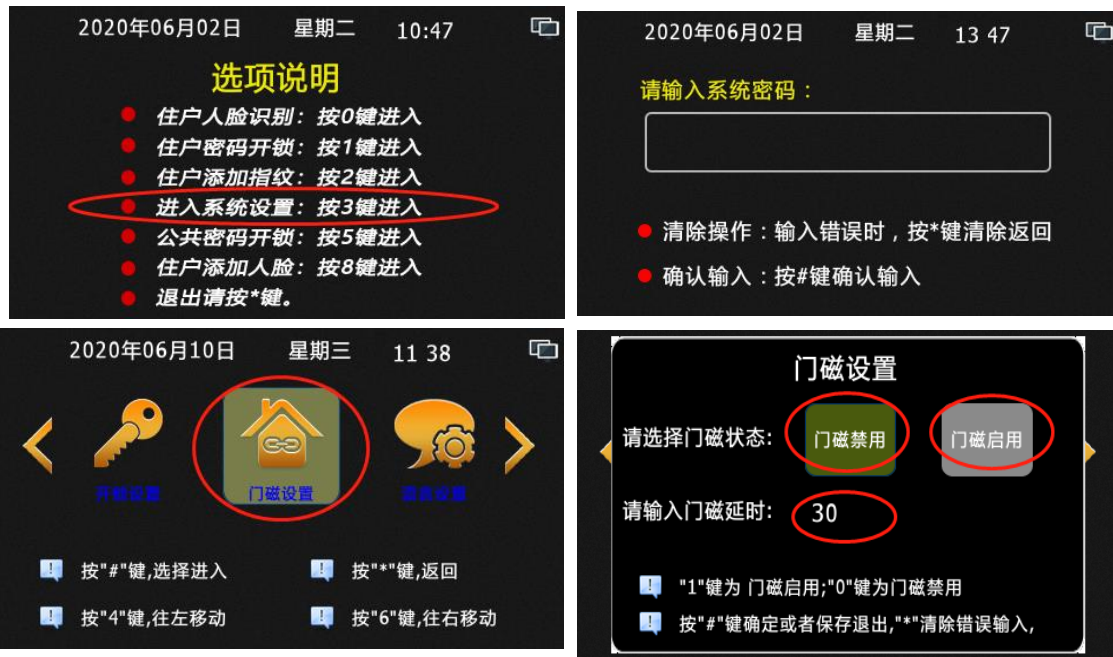 2020年06月02日 星期二 10:47
选项说明
住户人脸识别：按0键进入
住户密码开锁：按1键进入
住户添加指纹：按2键进入
进入系统设置：按3键进入
公共密码开锁：按5键进入
住户添加人脸：按8键进入
退出请按*键。
2020年06月02日 星期二 13 47
请输入系统密码：
清除操作：输入错误时，按*键清除返回
确认输入：按#键确认输入
2020年06月10日 星期三 11 38
开锁设置 门磁设置
按"#"键,选择进入 按"*"键,返回
按"4"键,往左移动 按"6"键,往右移动
门磁设置
请选择门磁状态: 门磁禁用 门磁启用
请输入门磁延时: 30
"1"键为 门磁启用;"0"键为门磁禁用
按"#"键确定或者保存退出,"*"清除错误输入,